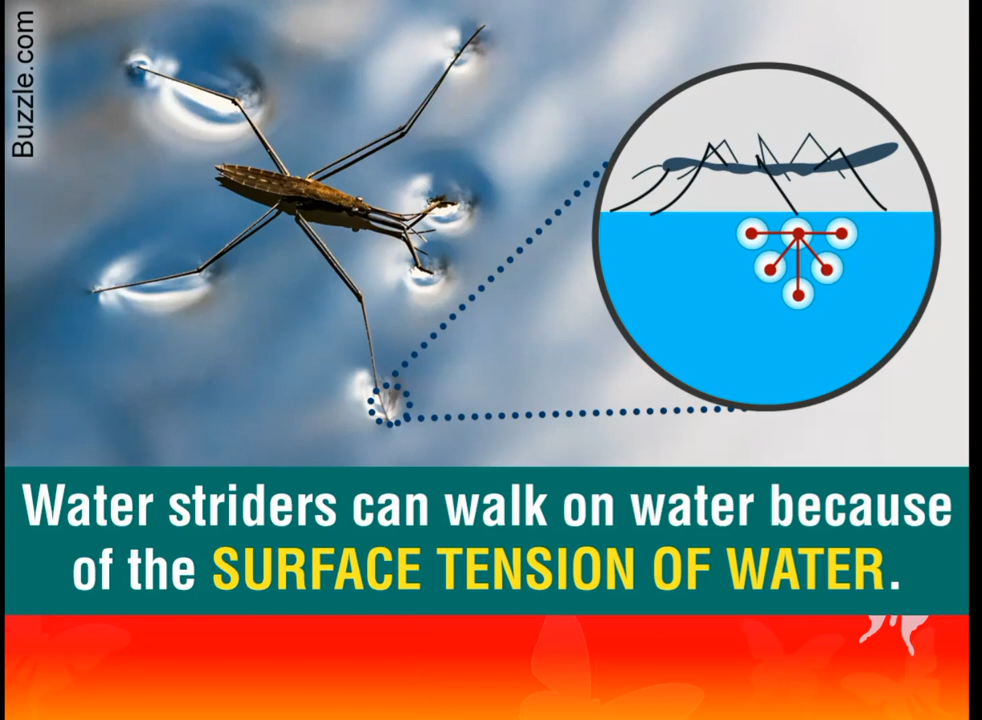 Buzzle.com
Water striders can walk on water because
of the SURFACE TENSION OF WATER.